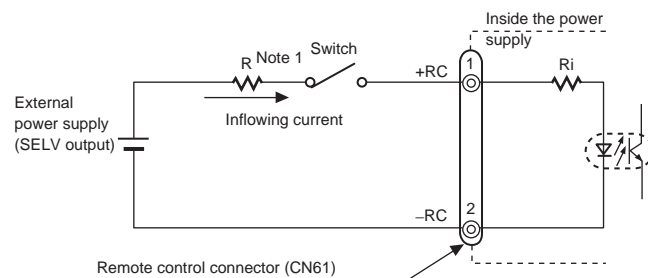 Inside the power
supply
R Note 1 Switch
+RC
1
Ri
External
power supply
(SELV output)
Inflowing current
–RC
2
Remote control connector (CN61)